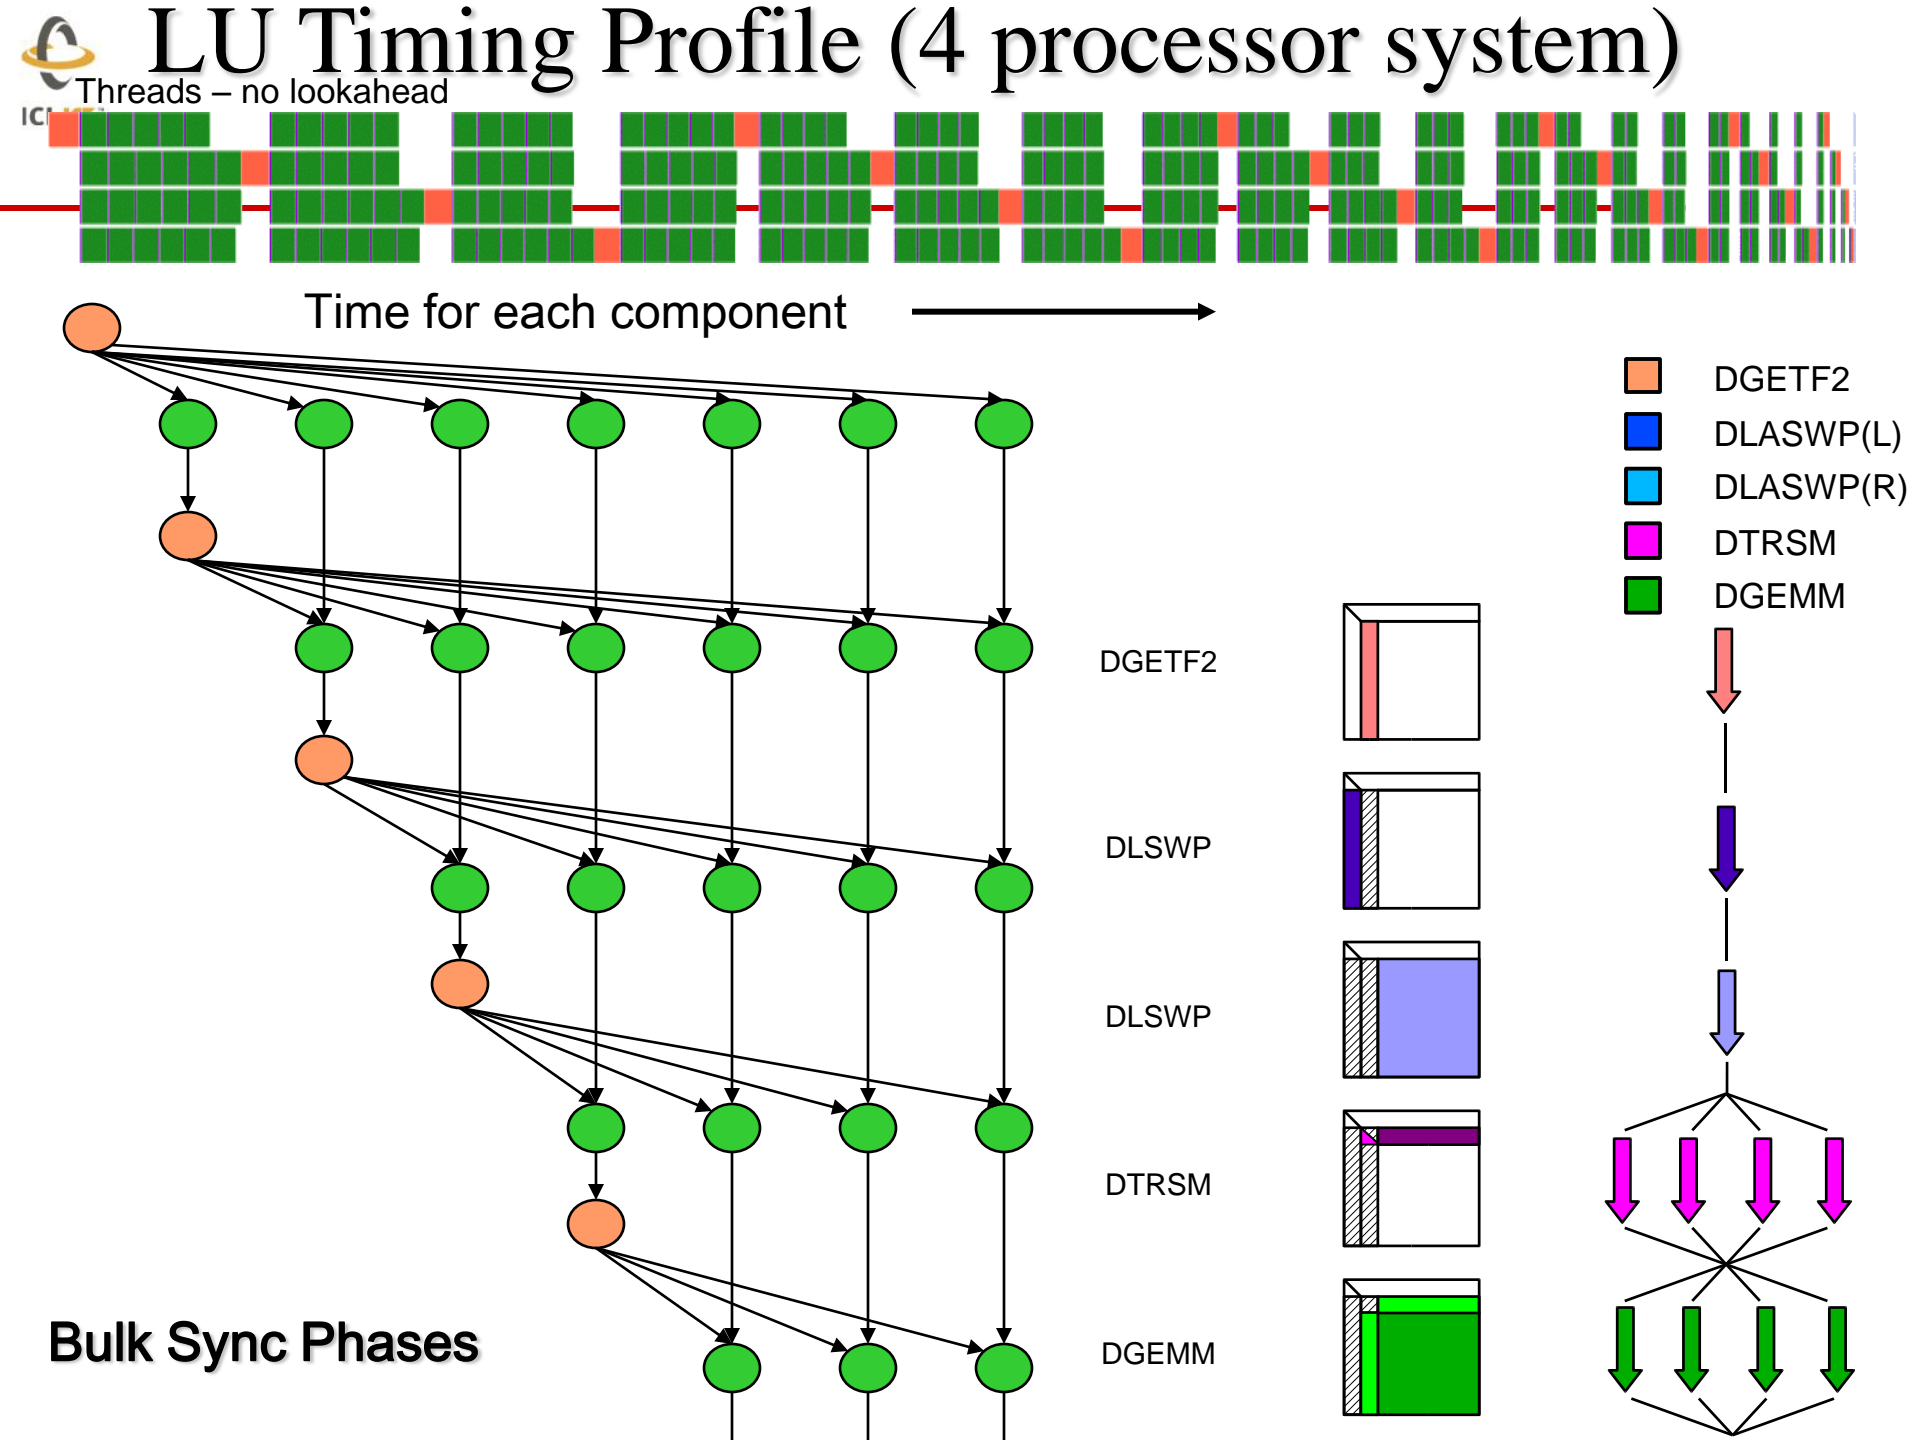 LU Timing Profile (4 processor system)
Threads – no lookahead
Time for each component
DGETF2
DLASWP(L)
DLASWP(R)
DTRSM
DGEMM
DGETF2
DLSWP
DLSWP
DTRSM
DGEMM
Bulk Sync Phases